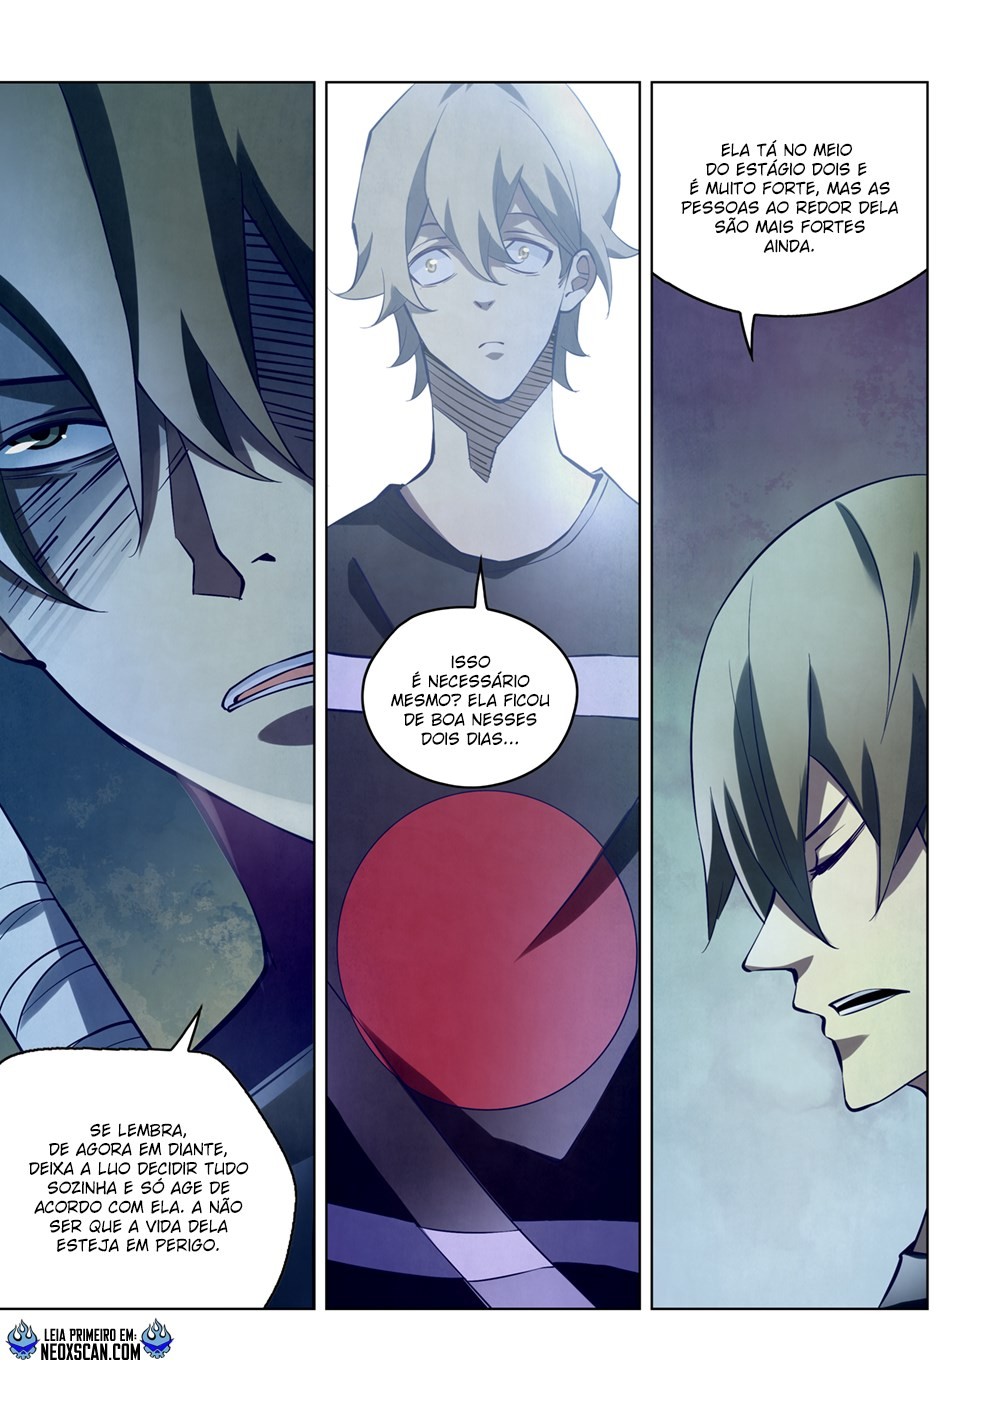 ELA TÁ NO MEIO
DO ESTÁGIO DOIS E
É MUITO FORTE, MAS AS
PESSOAS AO REDOR DELA
SÃO MAIS FORTES
AINDA.
ISSO
É NECESSÁRIO
MESMO? ELA FICOU
DE BOA NESSES
DOIS DIAS...
SE LEMBRA,
DE AGORA EM DIANTE,
DEIXA A LUO DECIDIR TUDO
SOZINHA E SÓ AGE DE
ACORDO COM ELA. A NÃO
SER QUE A VIDA DELA
ESTEJA EM PERIGO.
LEIA PRIMEIRO EM:
NEOXSCAN.COM